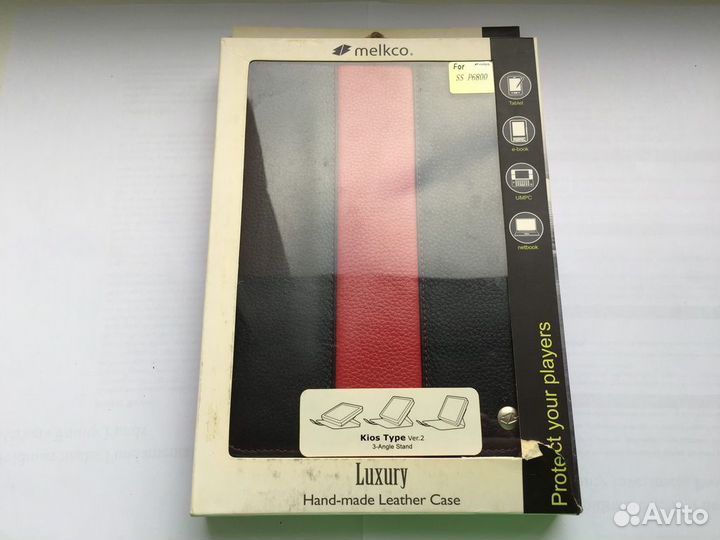 melkco®
For
SS P6800
Tablet
e-book
UMPC
netbook
Protect your players
Kios Type Ver.2
3-Angle Stand
Luxury
Hand-made Leather Case
Avito